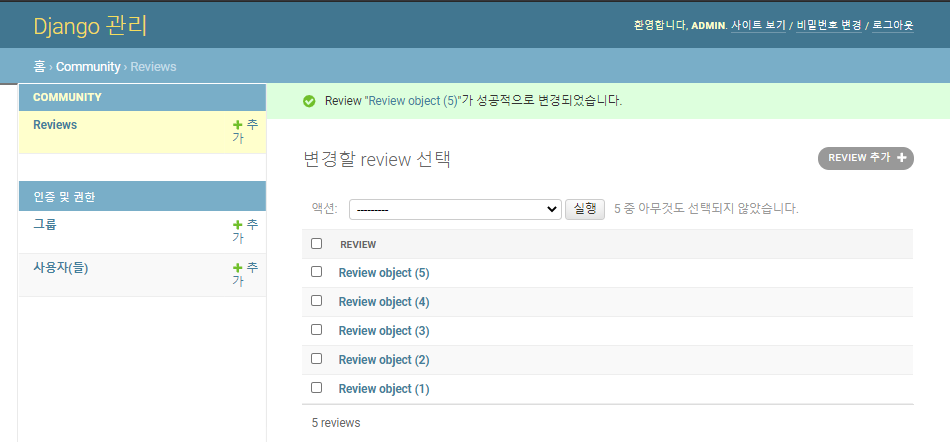 Django 관리
환영합니다, ADMIN. 사이트 보기 / 비밀번호 변경 / 로그아웃
홈 › Community › Reviews
COMMUNITY
Reviews
+ 추가
인증 및 권한
그룹
+ 추가
사용자(들)
+ 추가
Review "Review object (5)"가 성공적으로 변경되었습니다.
변경할 review 선택
REVIEW 추가 +
액션: --------- 실행 5 중 아무것도 선택되지 않았습니다.
REVIEW
Review object (5)
Review object (4)
Review object (3)
Review object (2)
Review object (1)
5 reviews